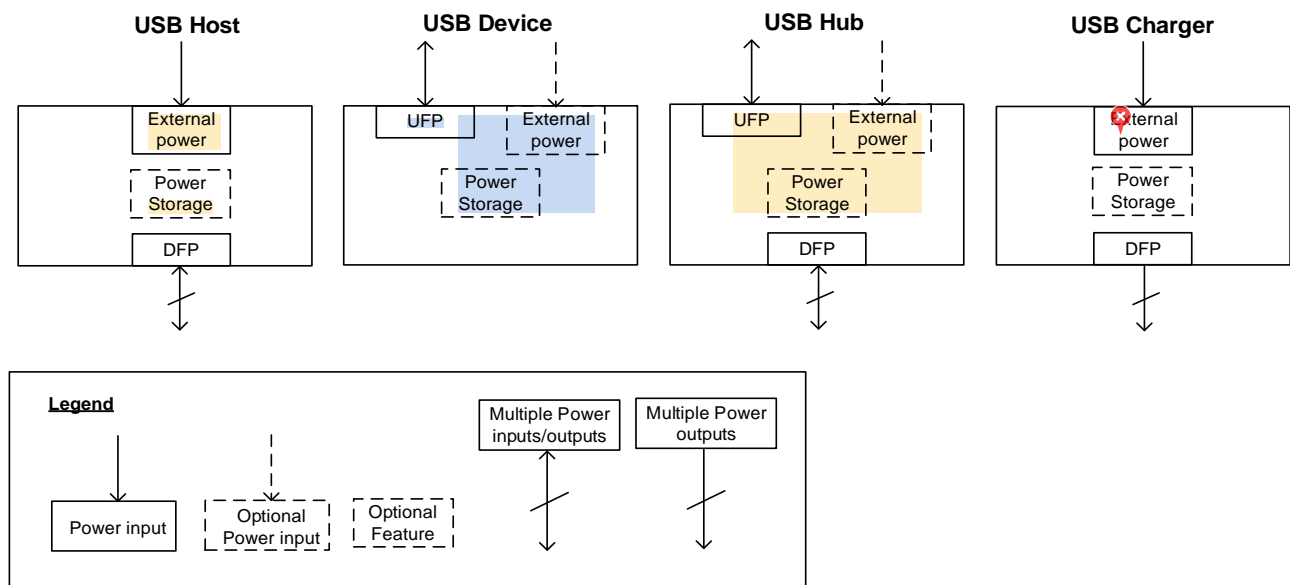 USB Host
USB Device
USB Hub
USB Charger
External
power
Power
Storage
DFP
UFP
External
power
Power
Storage
UFP
External
power
Power
Storage
DFP
External
power
Power
Storage
DFP
Legend
Power input
Optional
Power input
Optional
Feature
Multiple Power
inputs/outputs
Multiple Power
outputs